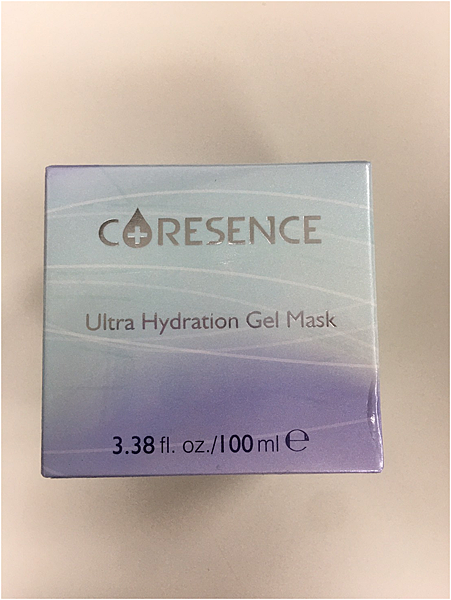 CORESENCE
Ultra Hydration Gel Mask
3.38 fl. oz./100 ml ℮